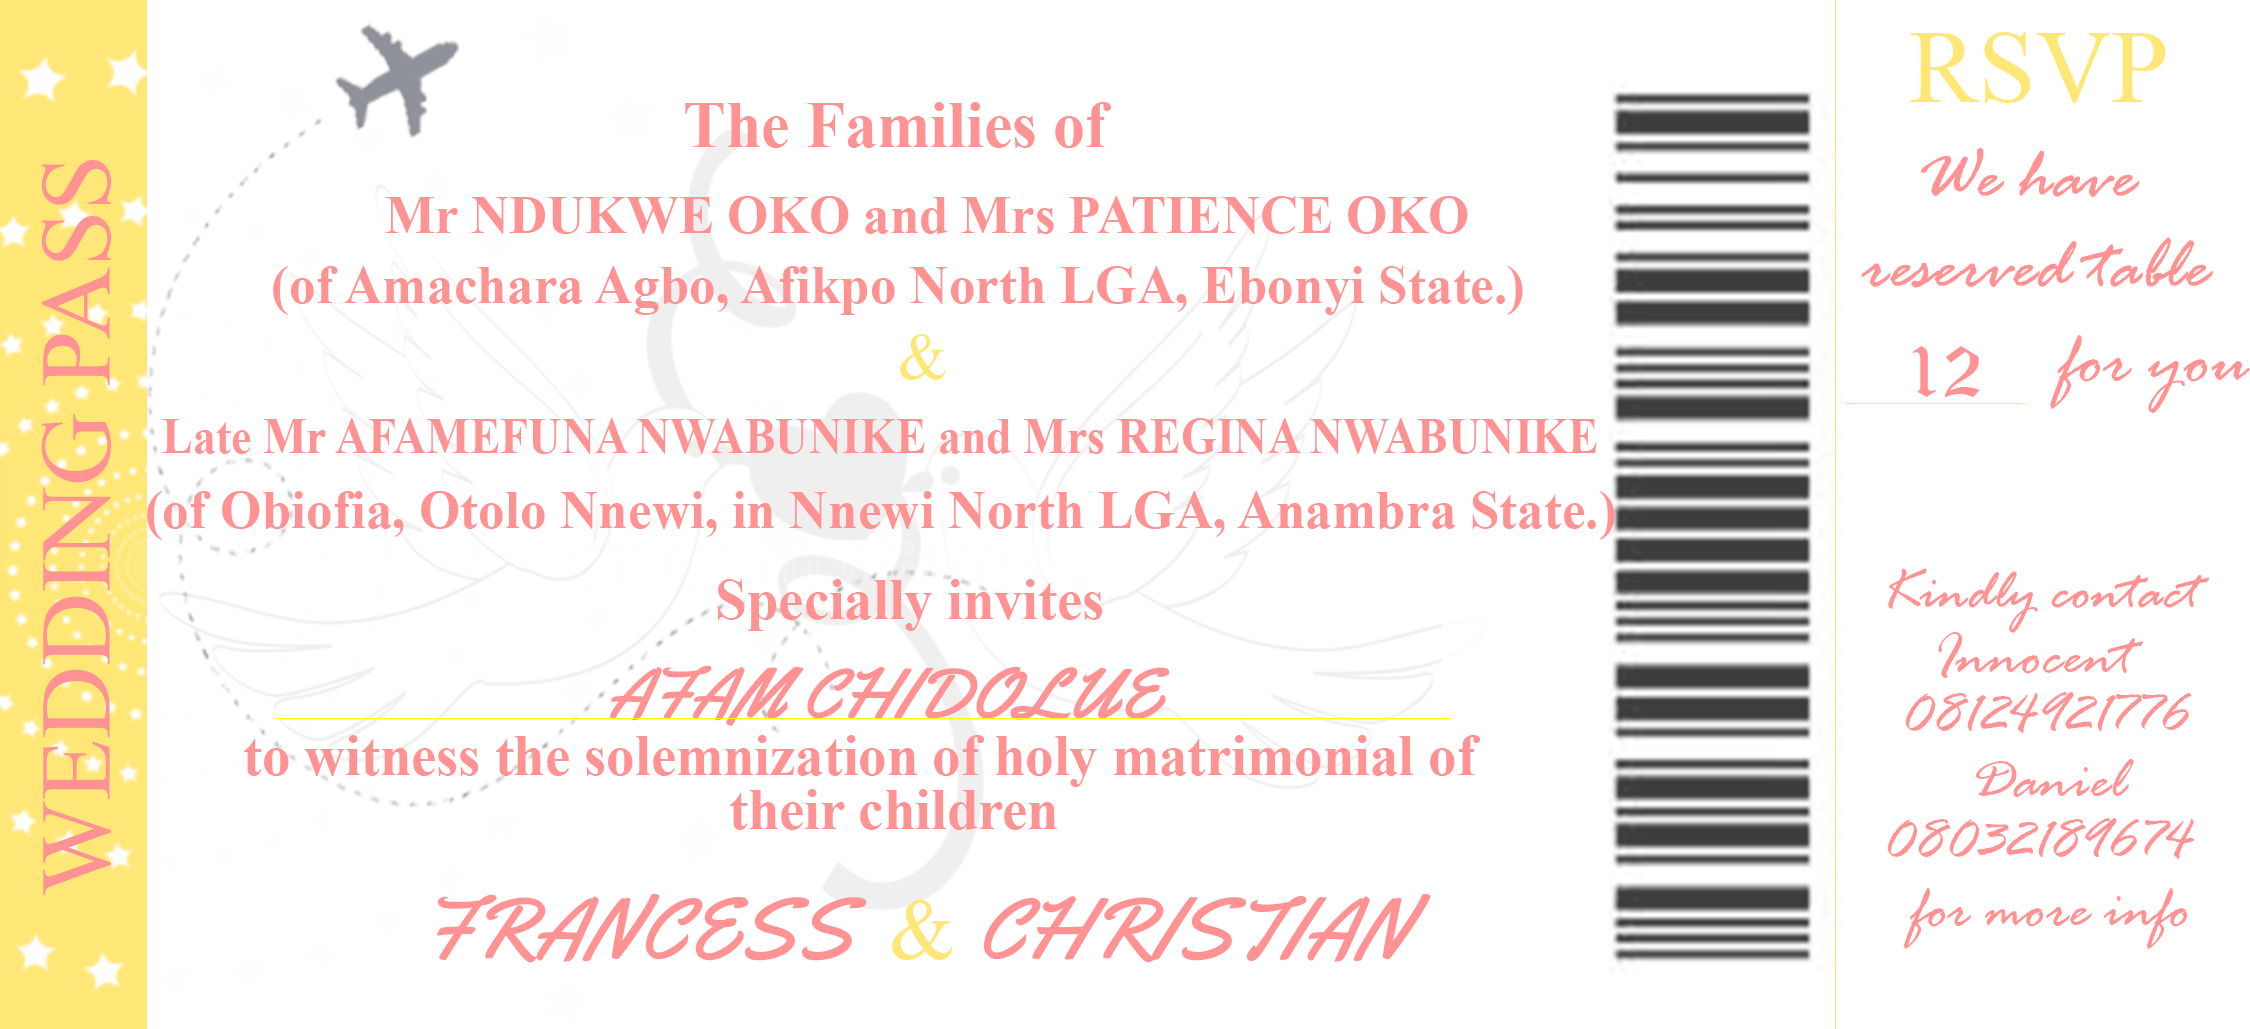 WEDDING PASS
The Families of
Mr NDUKWE OKO and Mrs PATIENCE OKO
(of Amachara Agbo, Afikpo North LGA, Ebonyi State.)
&
Late Mr AFAMEFUNA NWABUNIKE and Mrs REGINA NWABUNIKE
(of Obiofia, Otolo Nnewi, in Nnewi North LGA, Anambra State.)
Specially invites
AFAM CHIDOLUE
to witness the solemnization of holy matrimonial of
their children
FRANCESS & CHRISTIAN
RSVP
We have
reserved table
12 for you
Kindly contact
Innocent
08124921776
Daniel
08032189674
for more info